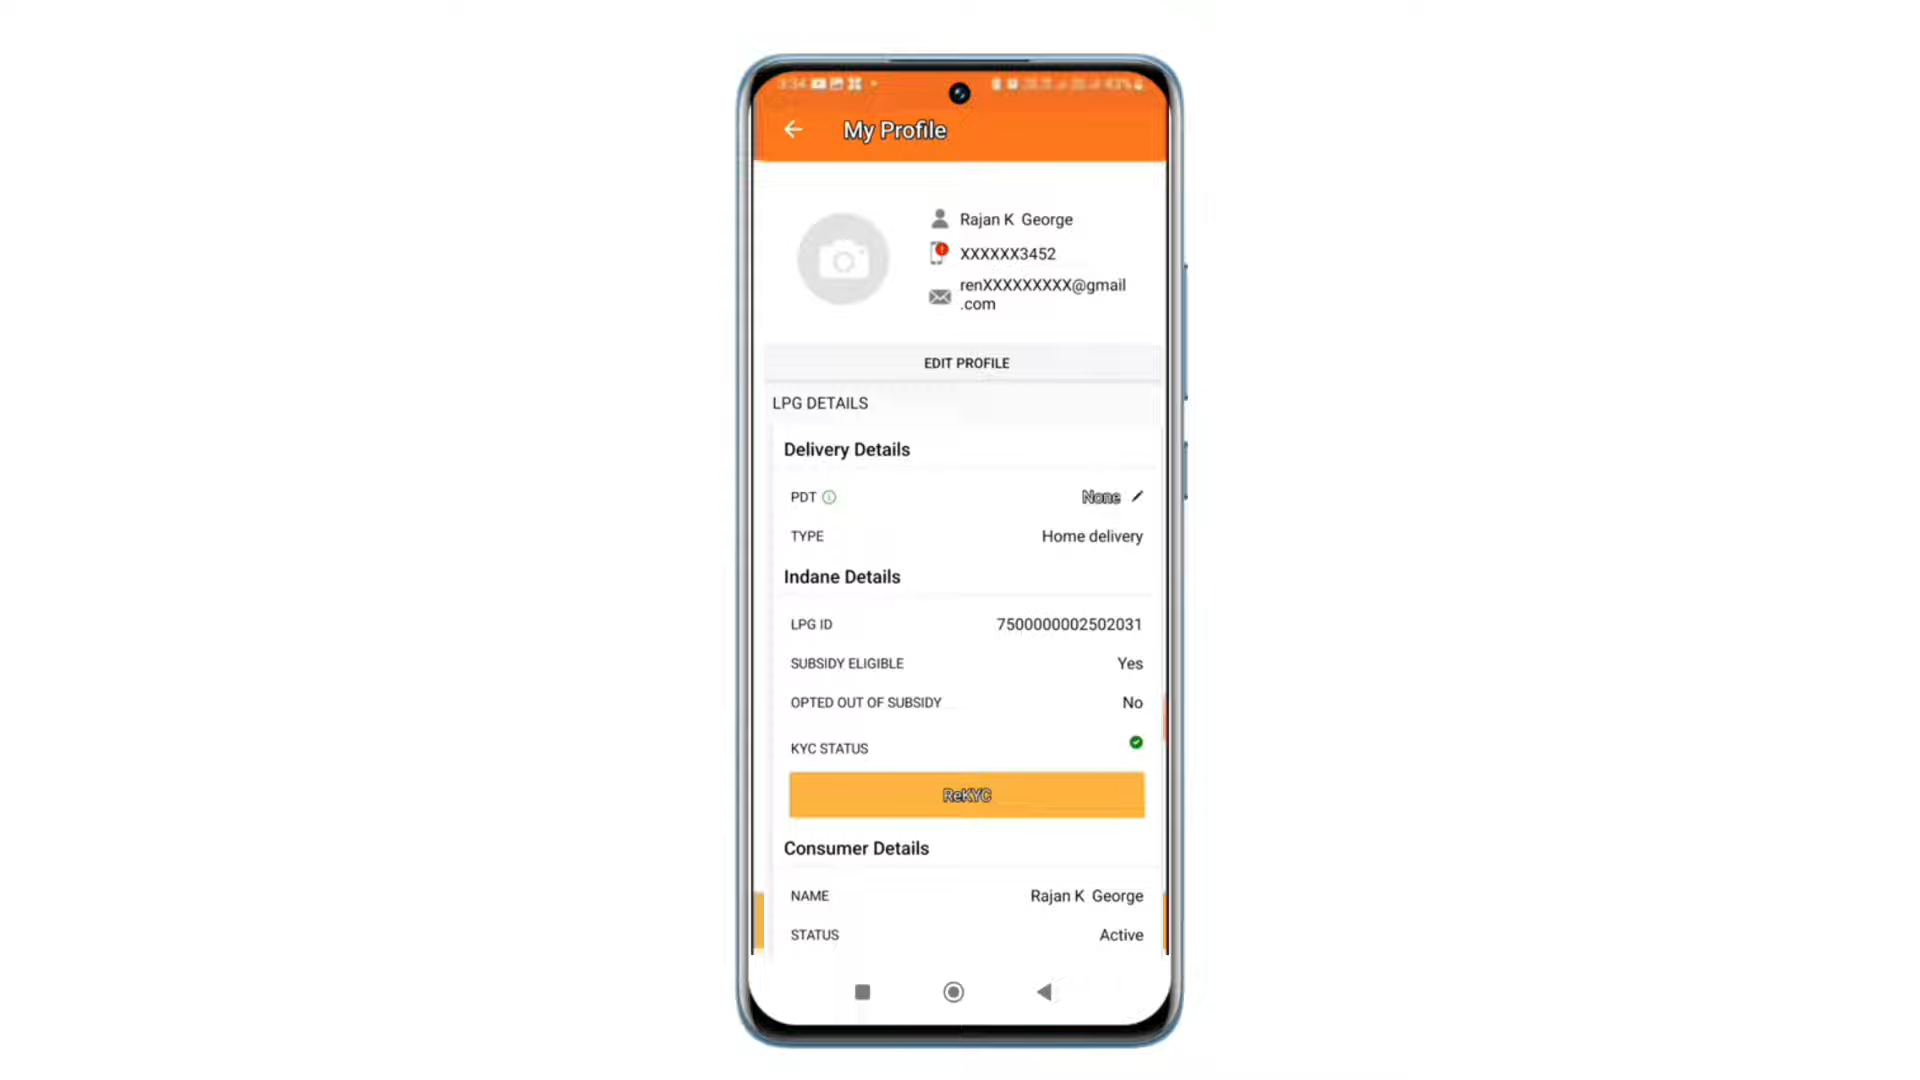 My Profile
Rajan K George
XXXXXX3452
renXXXXXXXXX@gmail
.com
EDIT PROFILE
LPG DETAILS
Delivery Details
PDT None
TYPE Home delivery
Indane Details
LPG ID 7500000002502031
SUBSIDY ELIGIBLE Yes
OPTED OUT OF SUBSIDY No
KYC STATUS
ReKYC
Consumer Details
NAME Rajan K George
STATUS Active